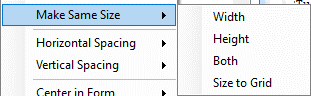 Make Same Size
Horizontal Spacing
Vertical Spacing
Center in Form
Width
Height
Both
Size to Grid